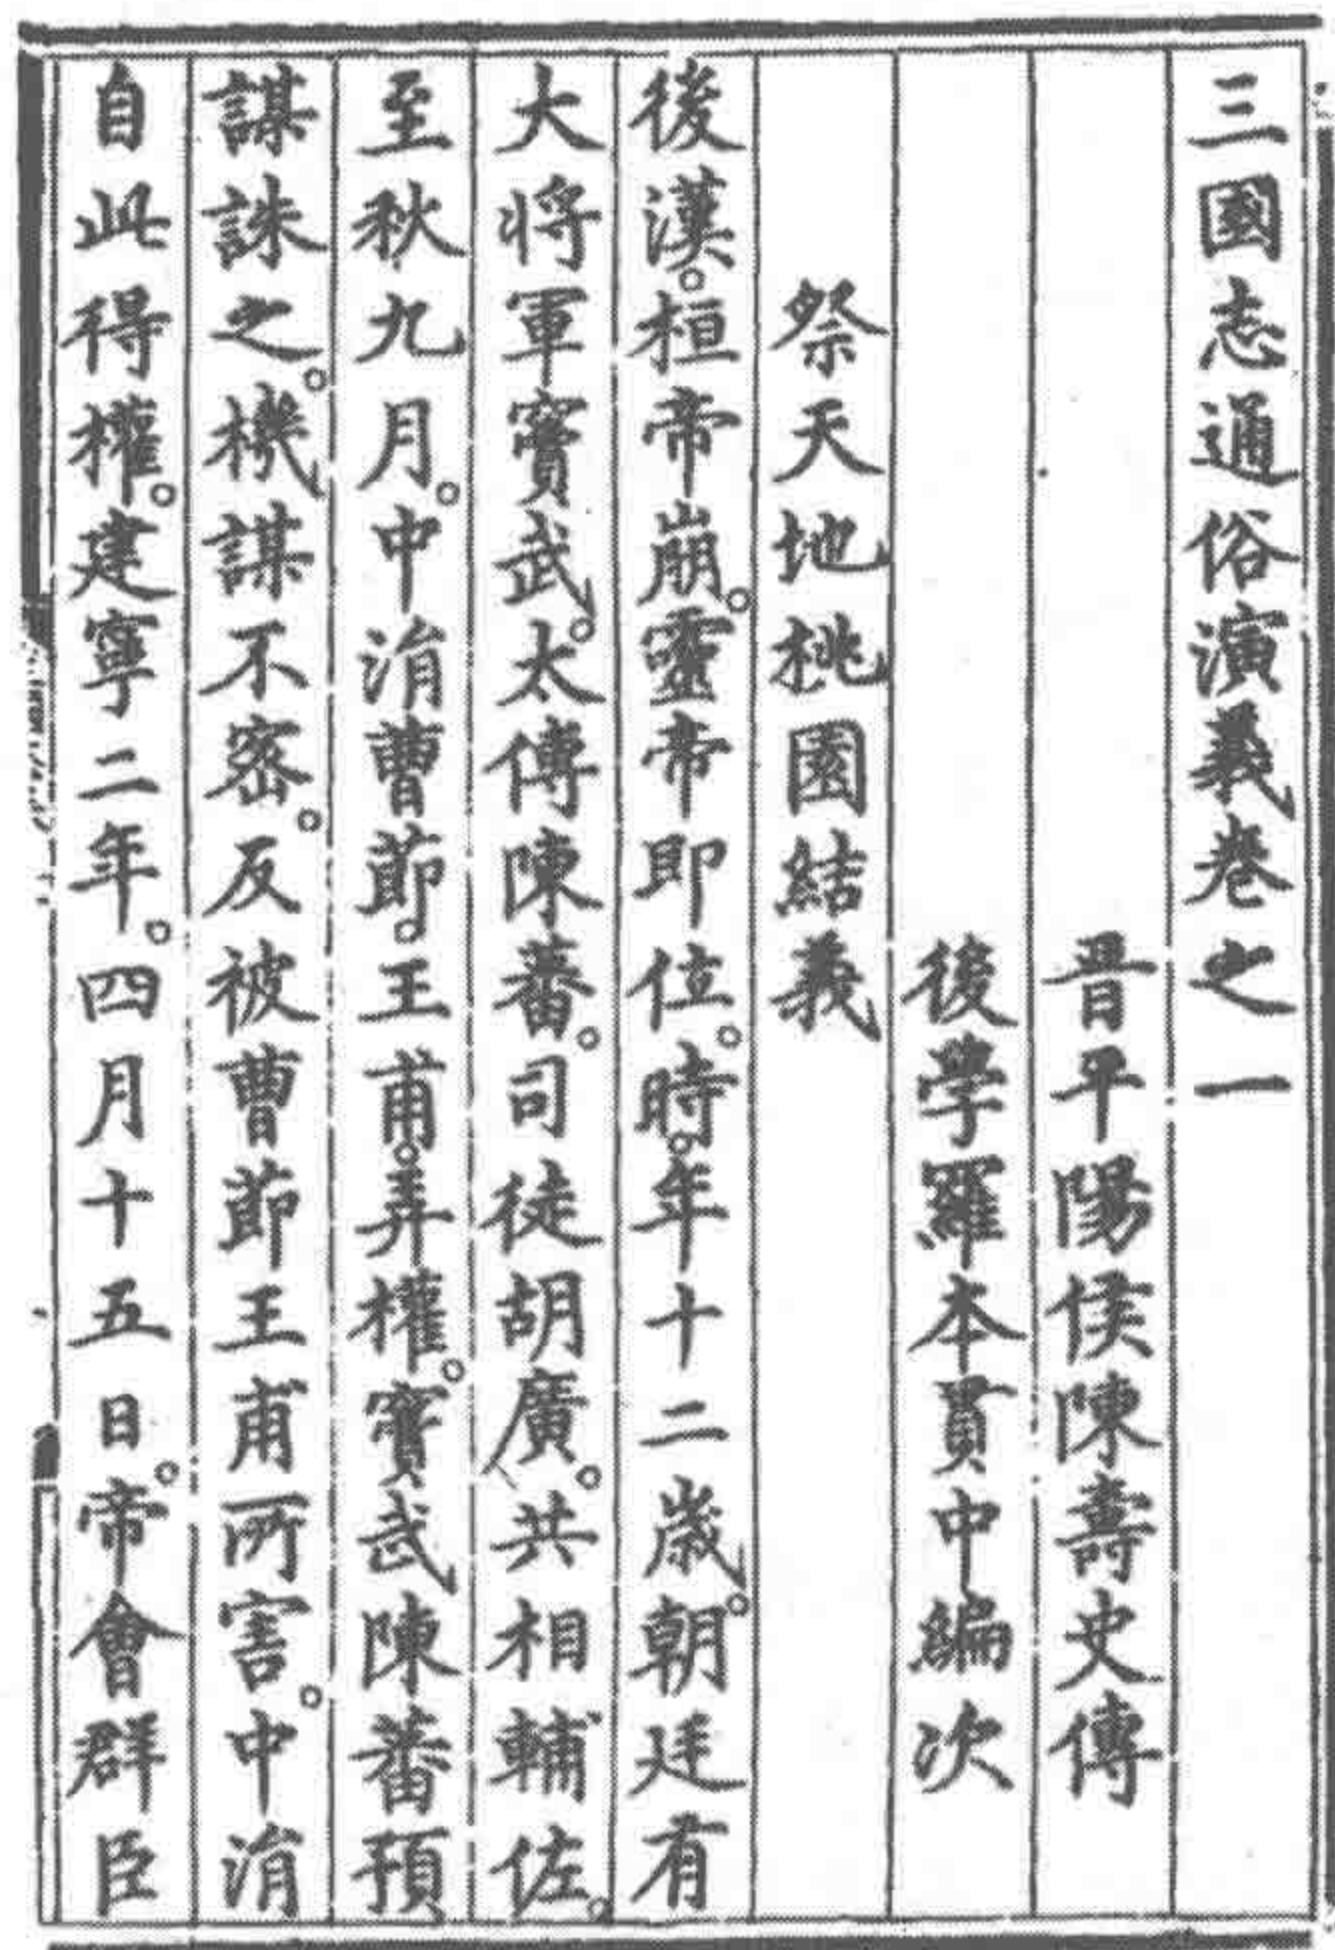 三國志通俗演義卷之一
晉平陽侯陳壽史傳
後學羅本貫中編次
祭天地桃園結義
後漢。桓帝崩。靈帝即位。時。年十二歲。朝廷有
大將軍竇武。太傅陳蕃。司徒胡廣。共相輔佐。
至秋九月。中涓曹節。王甫。弄權。竇武陳蕃預
謀誅之。機謀不密。反被曹節王甫所害。中涓
自此得權。建寧二年。四月十五日。帝會群臣